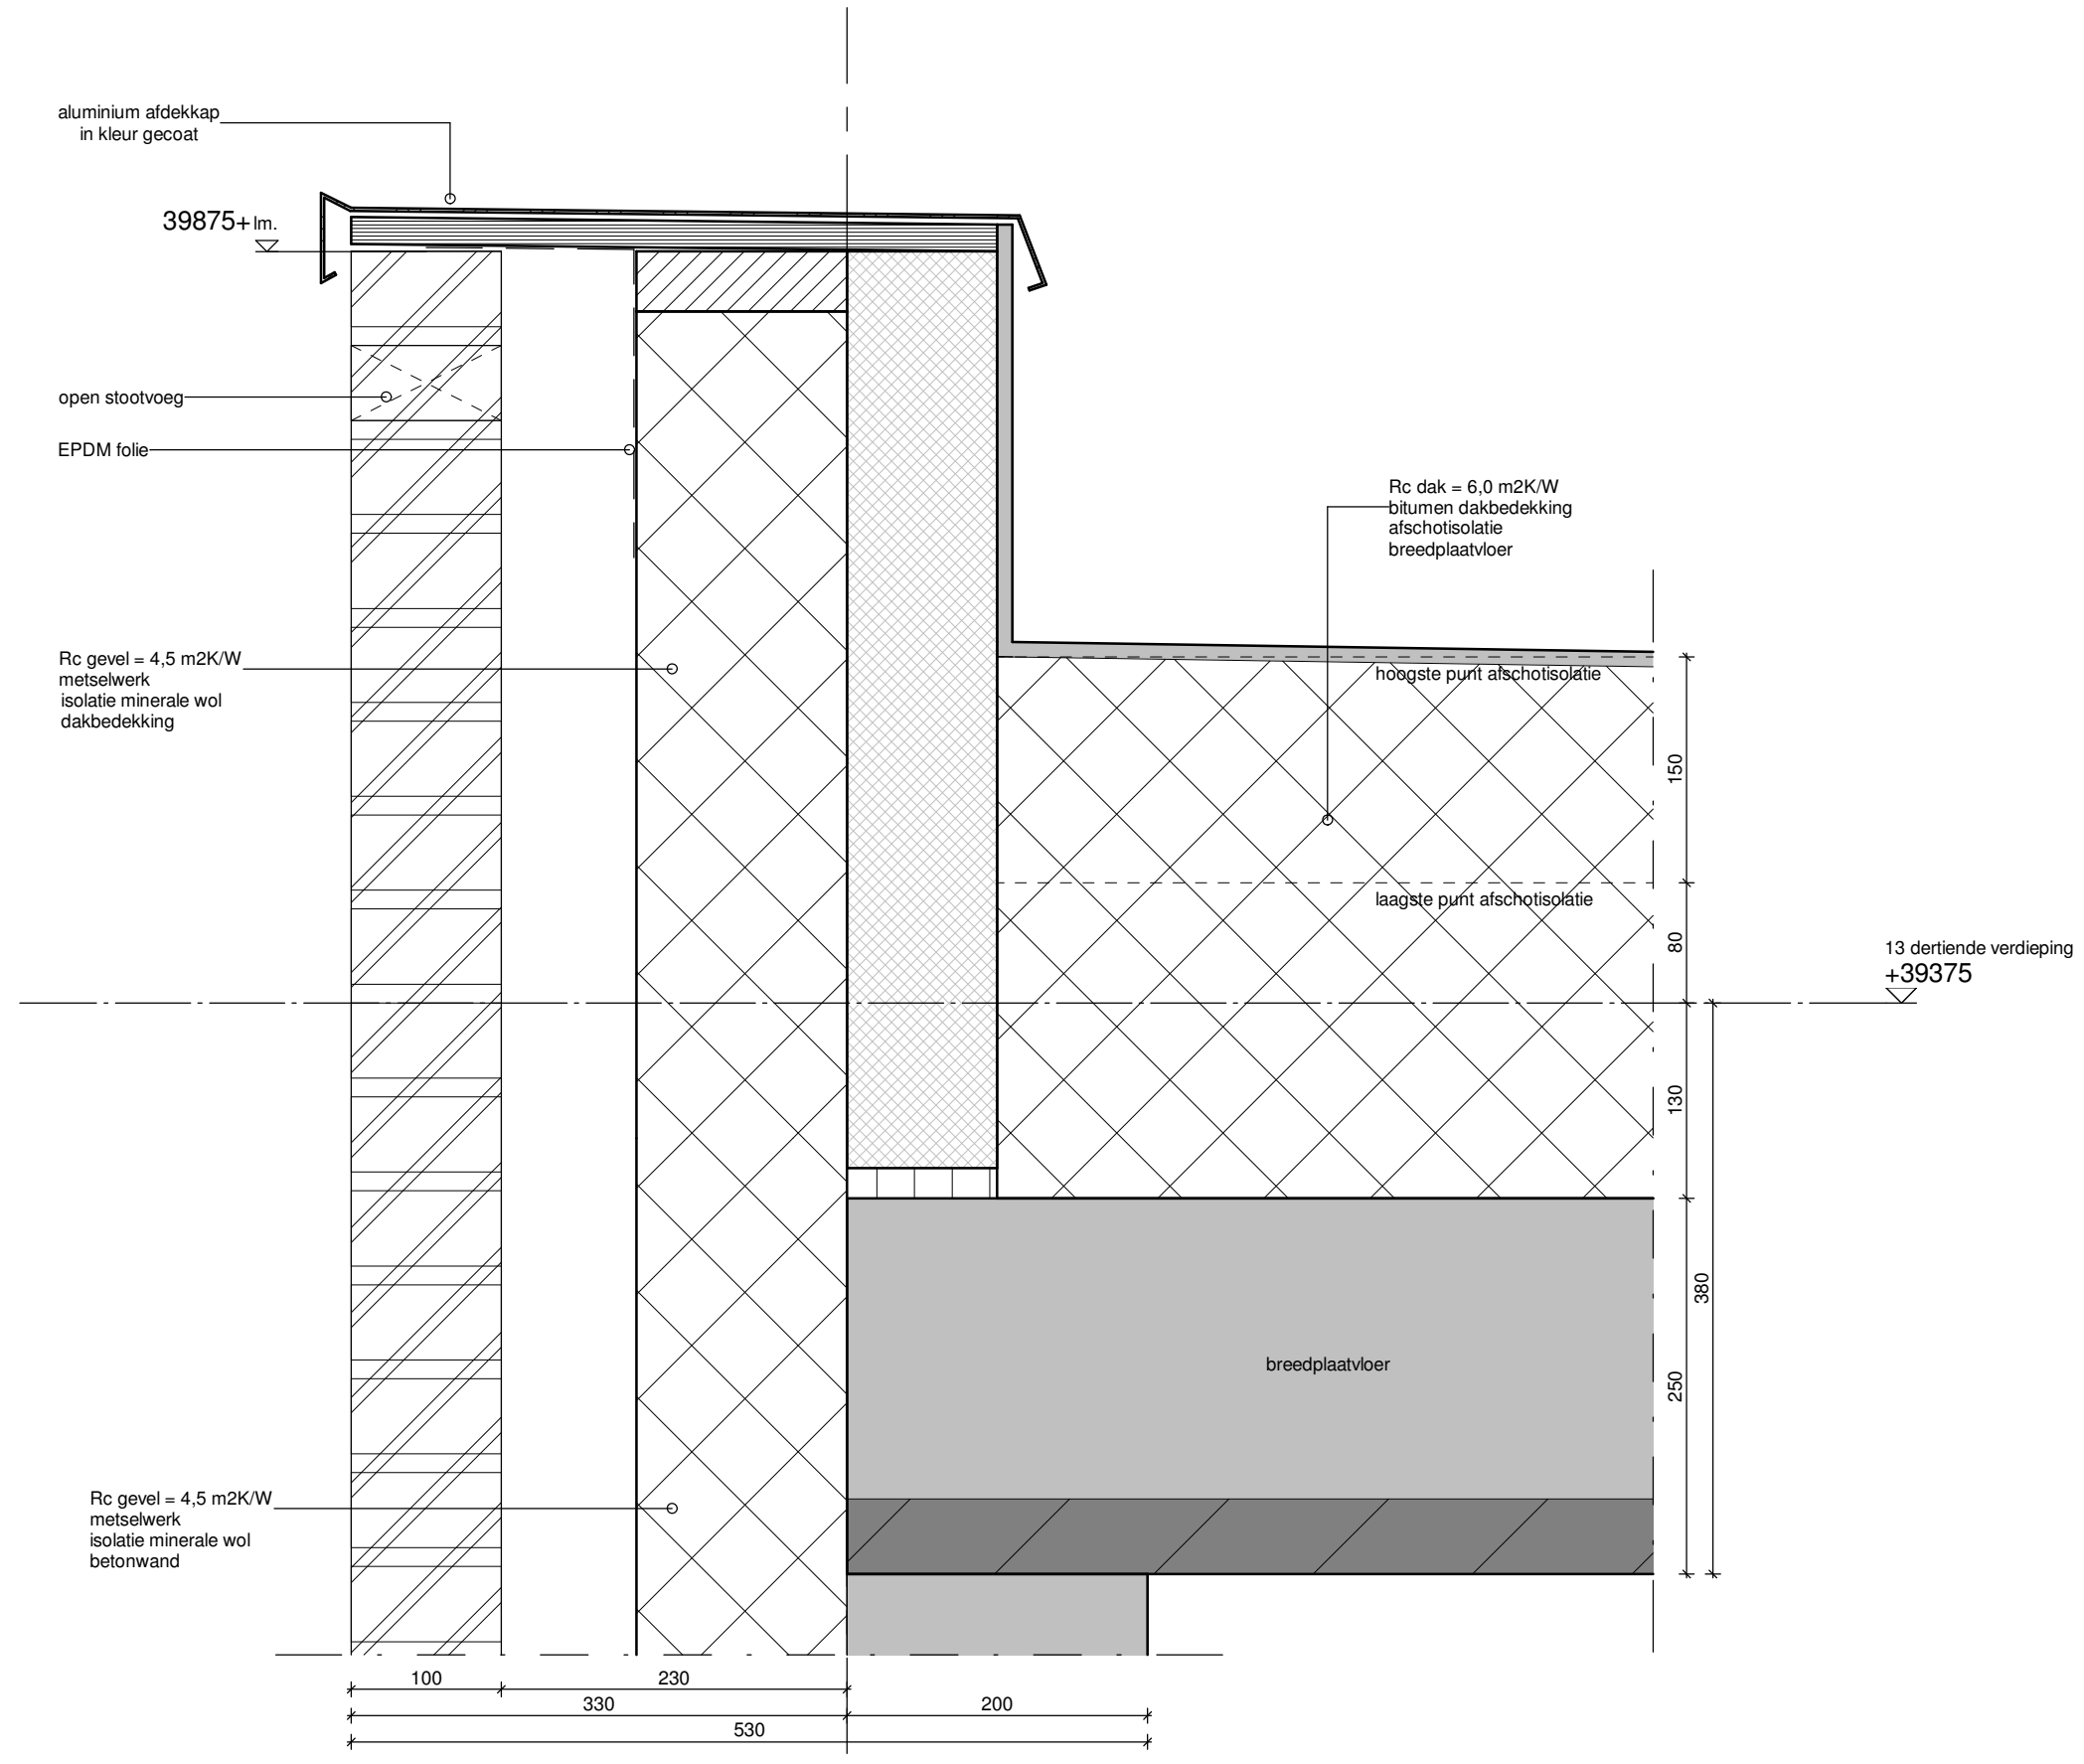 aluminium afdekkap
in kleur gecoat
39875+lm.
open stootvoeg
EPDM folie
Rc dak = 6,0 m2K/W
bitumen dakbedekking
afschotisolatie
breedplaatvloer
Rc gevel = 4,5 m2K/W
metselwerk
isolatie minerale wol
dakbedekking
hoogste punt afschotisolatie
150
laagste punt afschotisolatie
80
13 dertiende verdieping
+39375
130
380
breedplaatvloer
250
Rc gevel = 4,5 m2K/W
metselwerk
isolatie minerale wol
betonwand
100
230
330
200
530